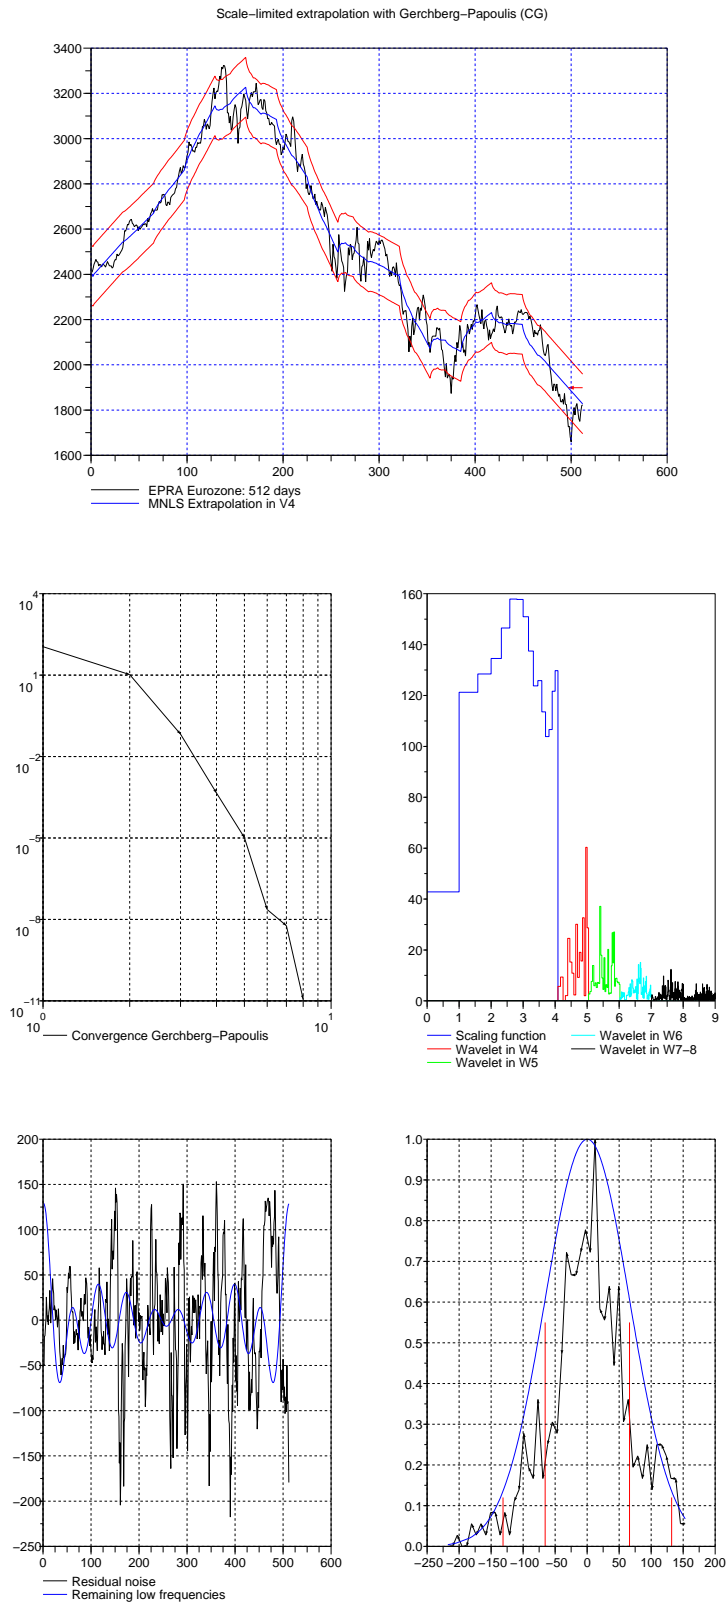 Scale−limited extrapolation with Gerchberg−Papoulis (CG)
3400
3200
3000
2800
2600
2400
2200
2000
1800
1600
0 100 200 300 400 500 600
EPRA Eurozone: 512 days
MNLS Extrapolation in V4
10 4
10 1
10 −2
10 −5
10 −8
10 −11
10 0 10 1
Convergence Gerchberg−Papoulis
160
140
120
100
80
60
40
20
0
0 1 2 3 4 5 6 7 8 9
Scaling function
Wavelet in W4
Wavelet in W5
Wavelet in W6
Wavelet in W7−8
200
150
100
50
0
−50
−100
−150
−200
−250
0 100 200 300 400 500 600
Residual noise
Remaining low frequencies
1.0
0.9
0.8
0.7
0.6
0.5
0.4
0.3
0.2
0.1
0.0
−250 −200 −150 −100 −50 0 50 100 150 200